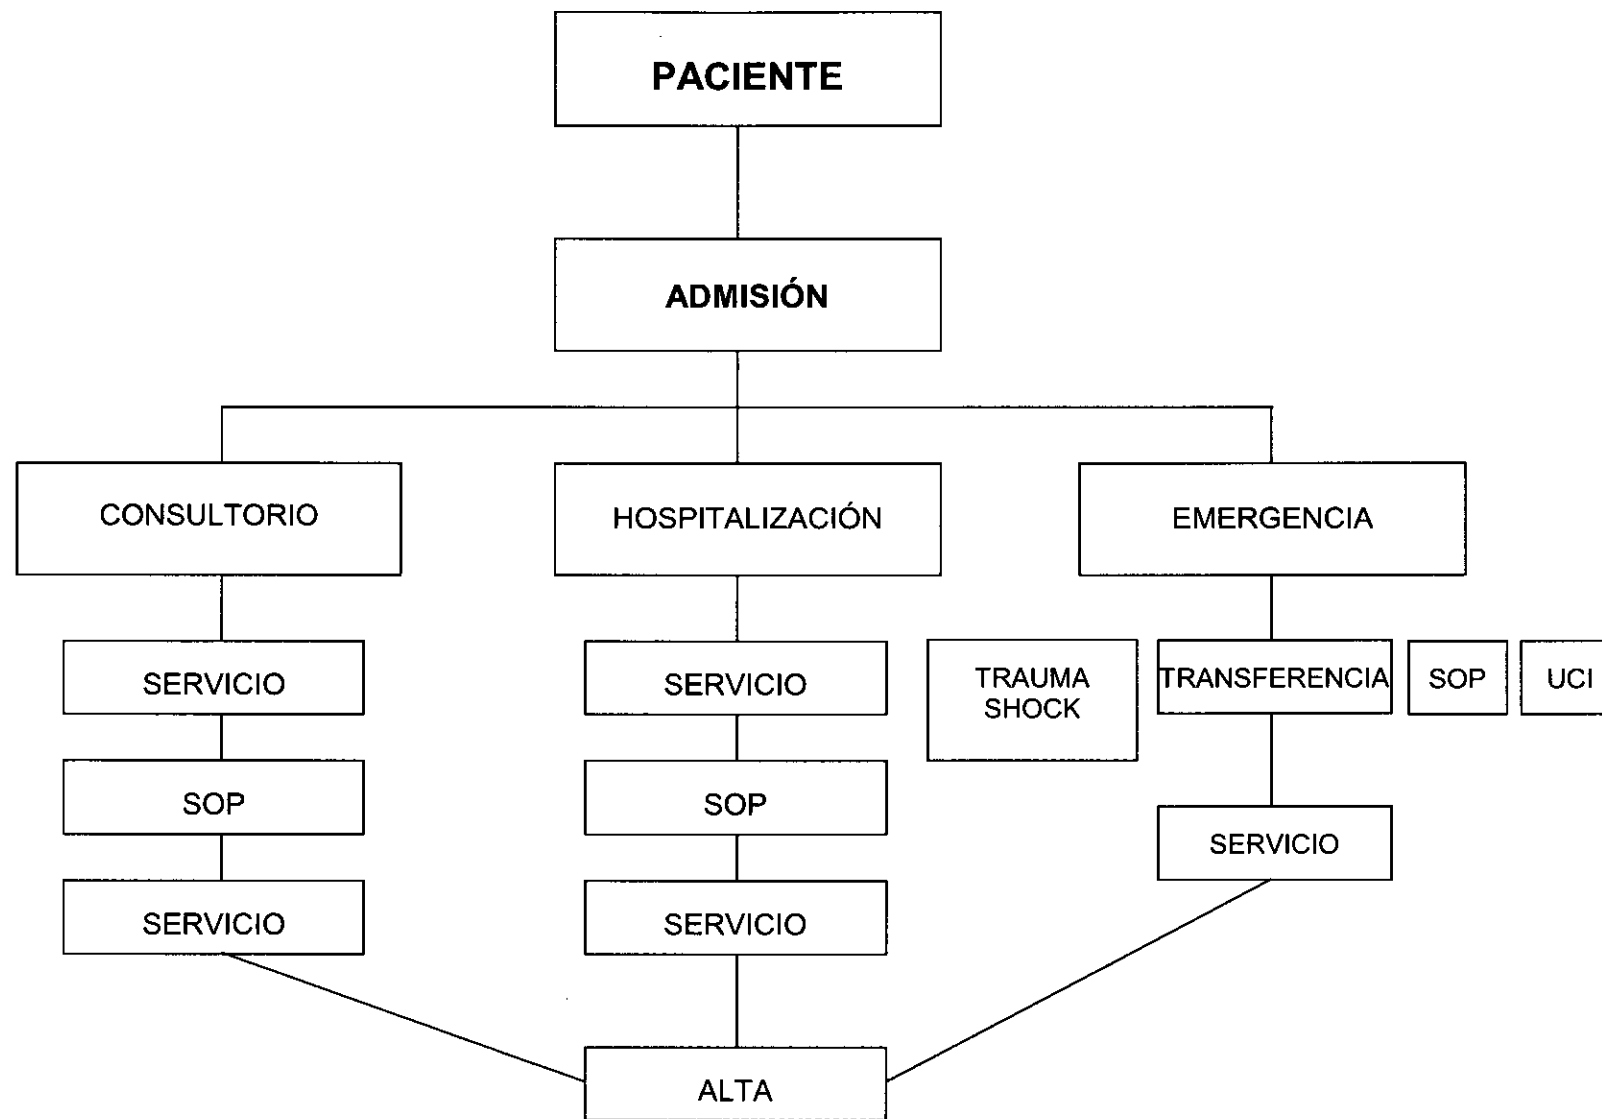 PACIENTE
ADMISIÓN
CONSULTORIO
HOSPITALIZACIÓN
EMERGENCIA
SERVICIO
SERVICIO
TRAUMA
SHOCK
TRANSFERENCIA
SOP
UCI
SOP
SOP
SERVICIO
SERVICIO
SERVICIO
ALTA